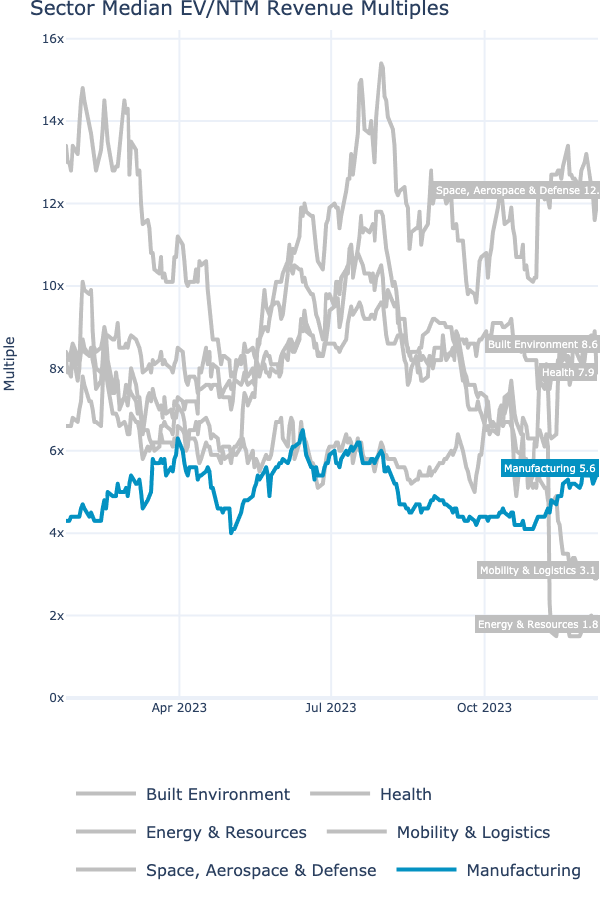 Sector Median EV/NTM Revenue Multiples
16x
14x
12x
10x
8x
6x
4x
2x
0x
Multiple
Space, Aerospace & Defense 12.
Built Environment 8.6
Health 7.9
Manufacturing 5.6
Mobility & Logistics 3.1
Energy & Resources 1.8
Apr 2023 Jul 2023 Oct 2023
Built Environment Health
Energy & Resources Mobility & Logistics
Space, Aerospace & Defense Manufacturing